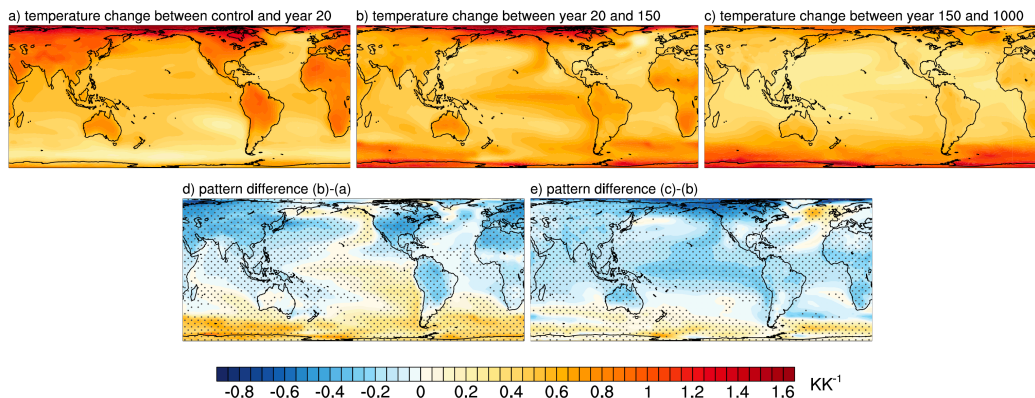 a) temperature change between control and year 20
b) temperature change between year 20 and 150
c) temperature change between year 150 and 1000
d) pattern difference (b)-(a)
e) pattern difference (c)-(b)
-0.8 -0.6 -0.4 -0.2 0 0.2 0.4 0.6 0.8 1 1.2 1.4 1.6 KK⁻¹